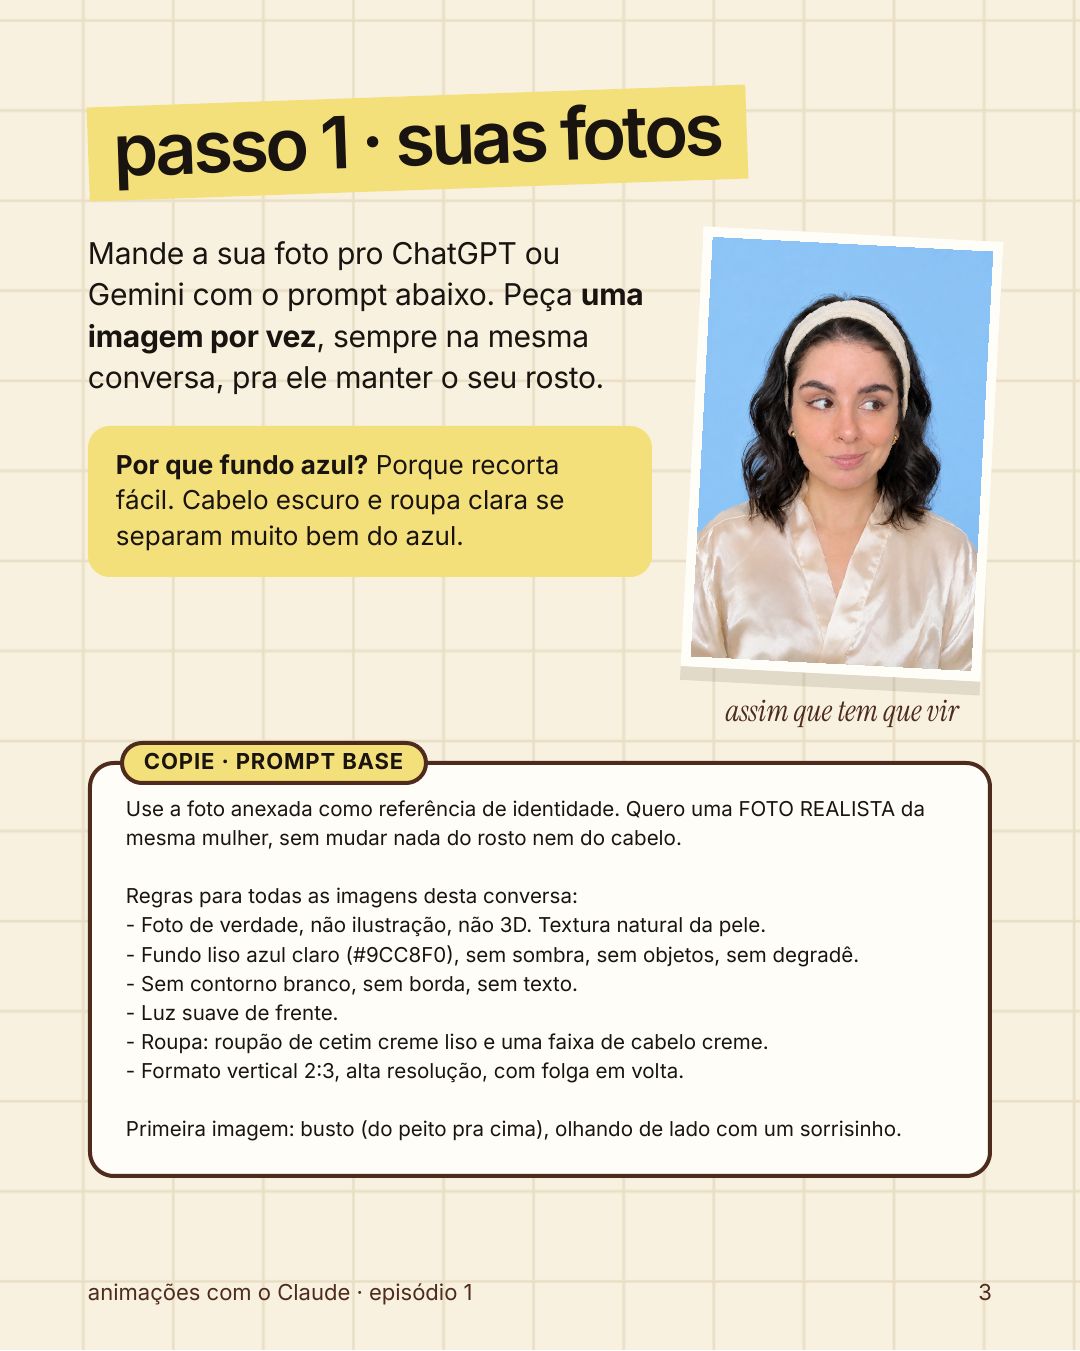 passo 1 · suas fotos
Mande a sua foto pro ChatGPT ou
Gemini com o prompt abaixo. Peça uma
imagem por vez, sempre na mesma
conversa, pra ele manter o seu rosto.
Por que fundo azul? Porque recorta
fácil. Cabelo escuro e roupa clara se
separam muito bem do azul.
assim que tem que vir
COPIE · PROMPT BASE
Use a foto anexada como referência de identidade. Quero uma FOTO REALISTA da
mesma mulher, sem mudar nada do rosto nem do cabelo.
Regras para todas as imagens desta conversa:
- Foto de verdade, não ilustração, não 3D. Textura natural da pele.
- Fundo liso azul claro (#9CC8F0), sem sombra, sem objetos, sem degradê.
- Sem contorno branco, sem borda, sem texto.
- Luz suave de frente.
- Roupa: roupão de cetim creme liso e uma faixa de cabelo creme.
- Formato vertical 2:3, alta resolução, com folga em volta.
Primeira imagem: busto (do peito pra cima), olhando de lado com um sorrisinho.
animações com o Claude · episódio 1
3